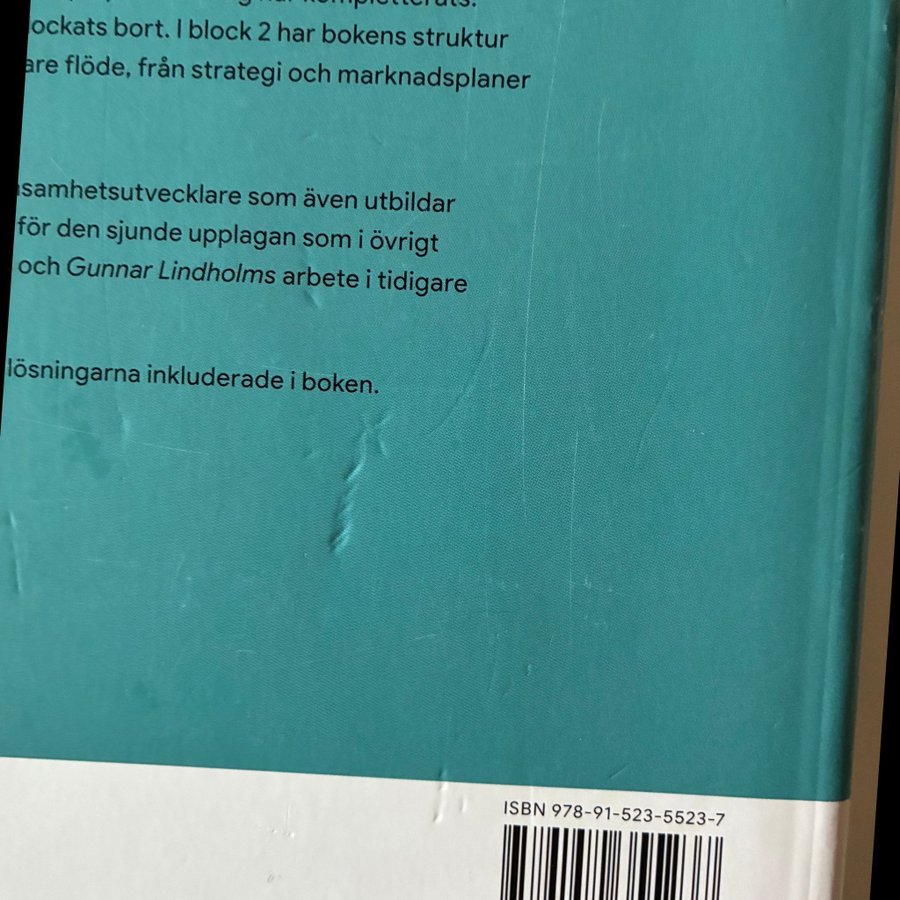 ockats bort. I block 2 har bokens struktur
are flöde, från strategi och marknadsplaner
samhetsutvecklare som även utbildar
för den sjunde upplagan som i övrigt
och Gunnar Lindholms arbete i tidigare
lösningarna inkluderade i boken.
ISBN 978-91-523-5523-7